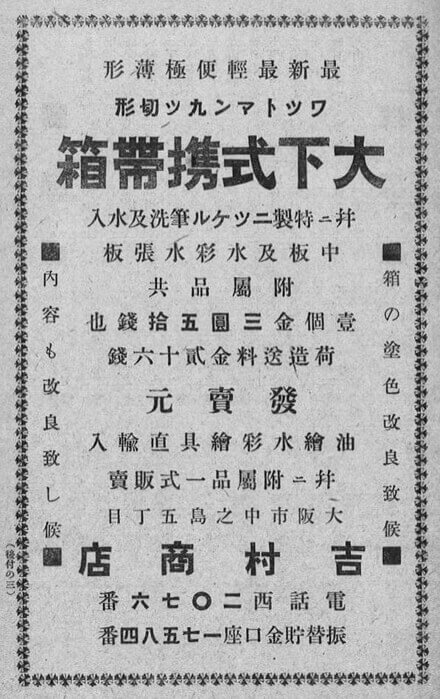 最新最輕便極薄形
ワツトマン九ツ切形
大下式携帶箱
幷ニ特製ニツケル筆洗及水入
中板及水彩水張板
附屬品共
壹個金三圓五拾錢也
荷造送料金貳十六錢
發賣元
油繪水彩繪具直輸入
幷ニ附屬品一式販賣
大阪市中之島五丁目
吉村商店
電話西二〇七六番
振替貯金口座一七五八四番
■箱の塗色改良致候■
■內容も改良致し候■
（後付の三）